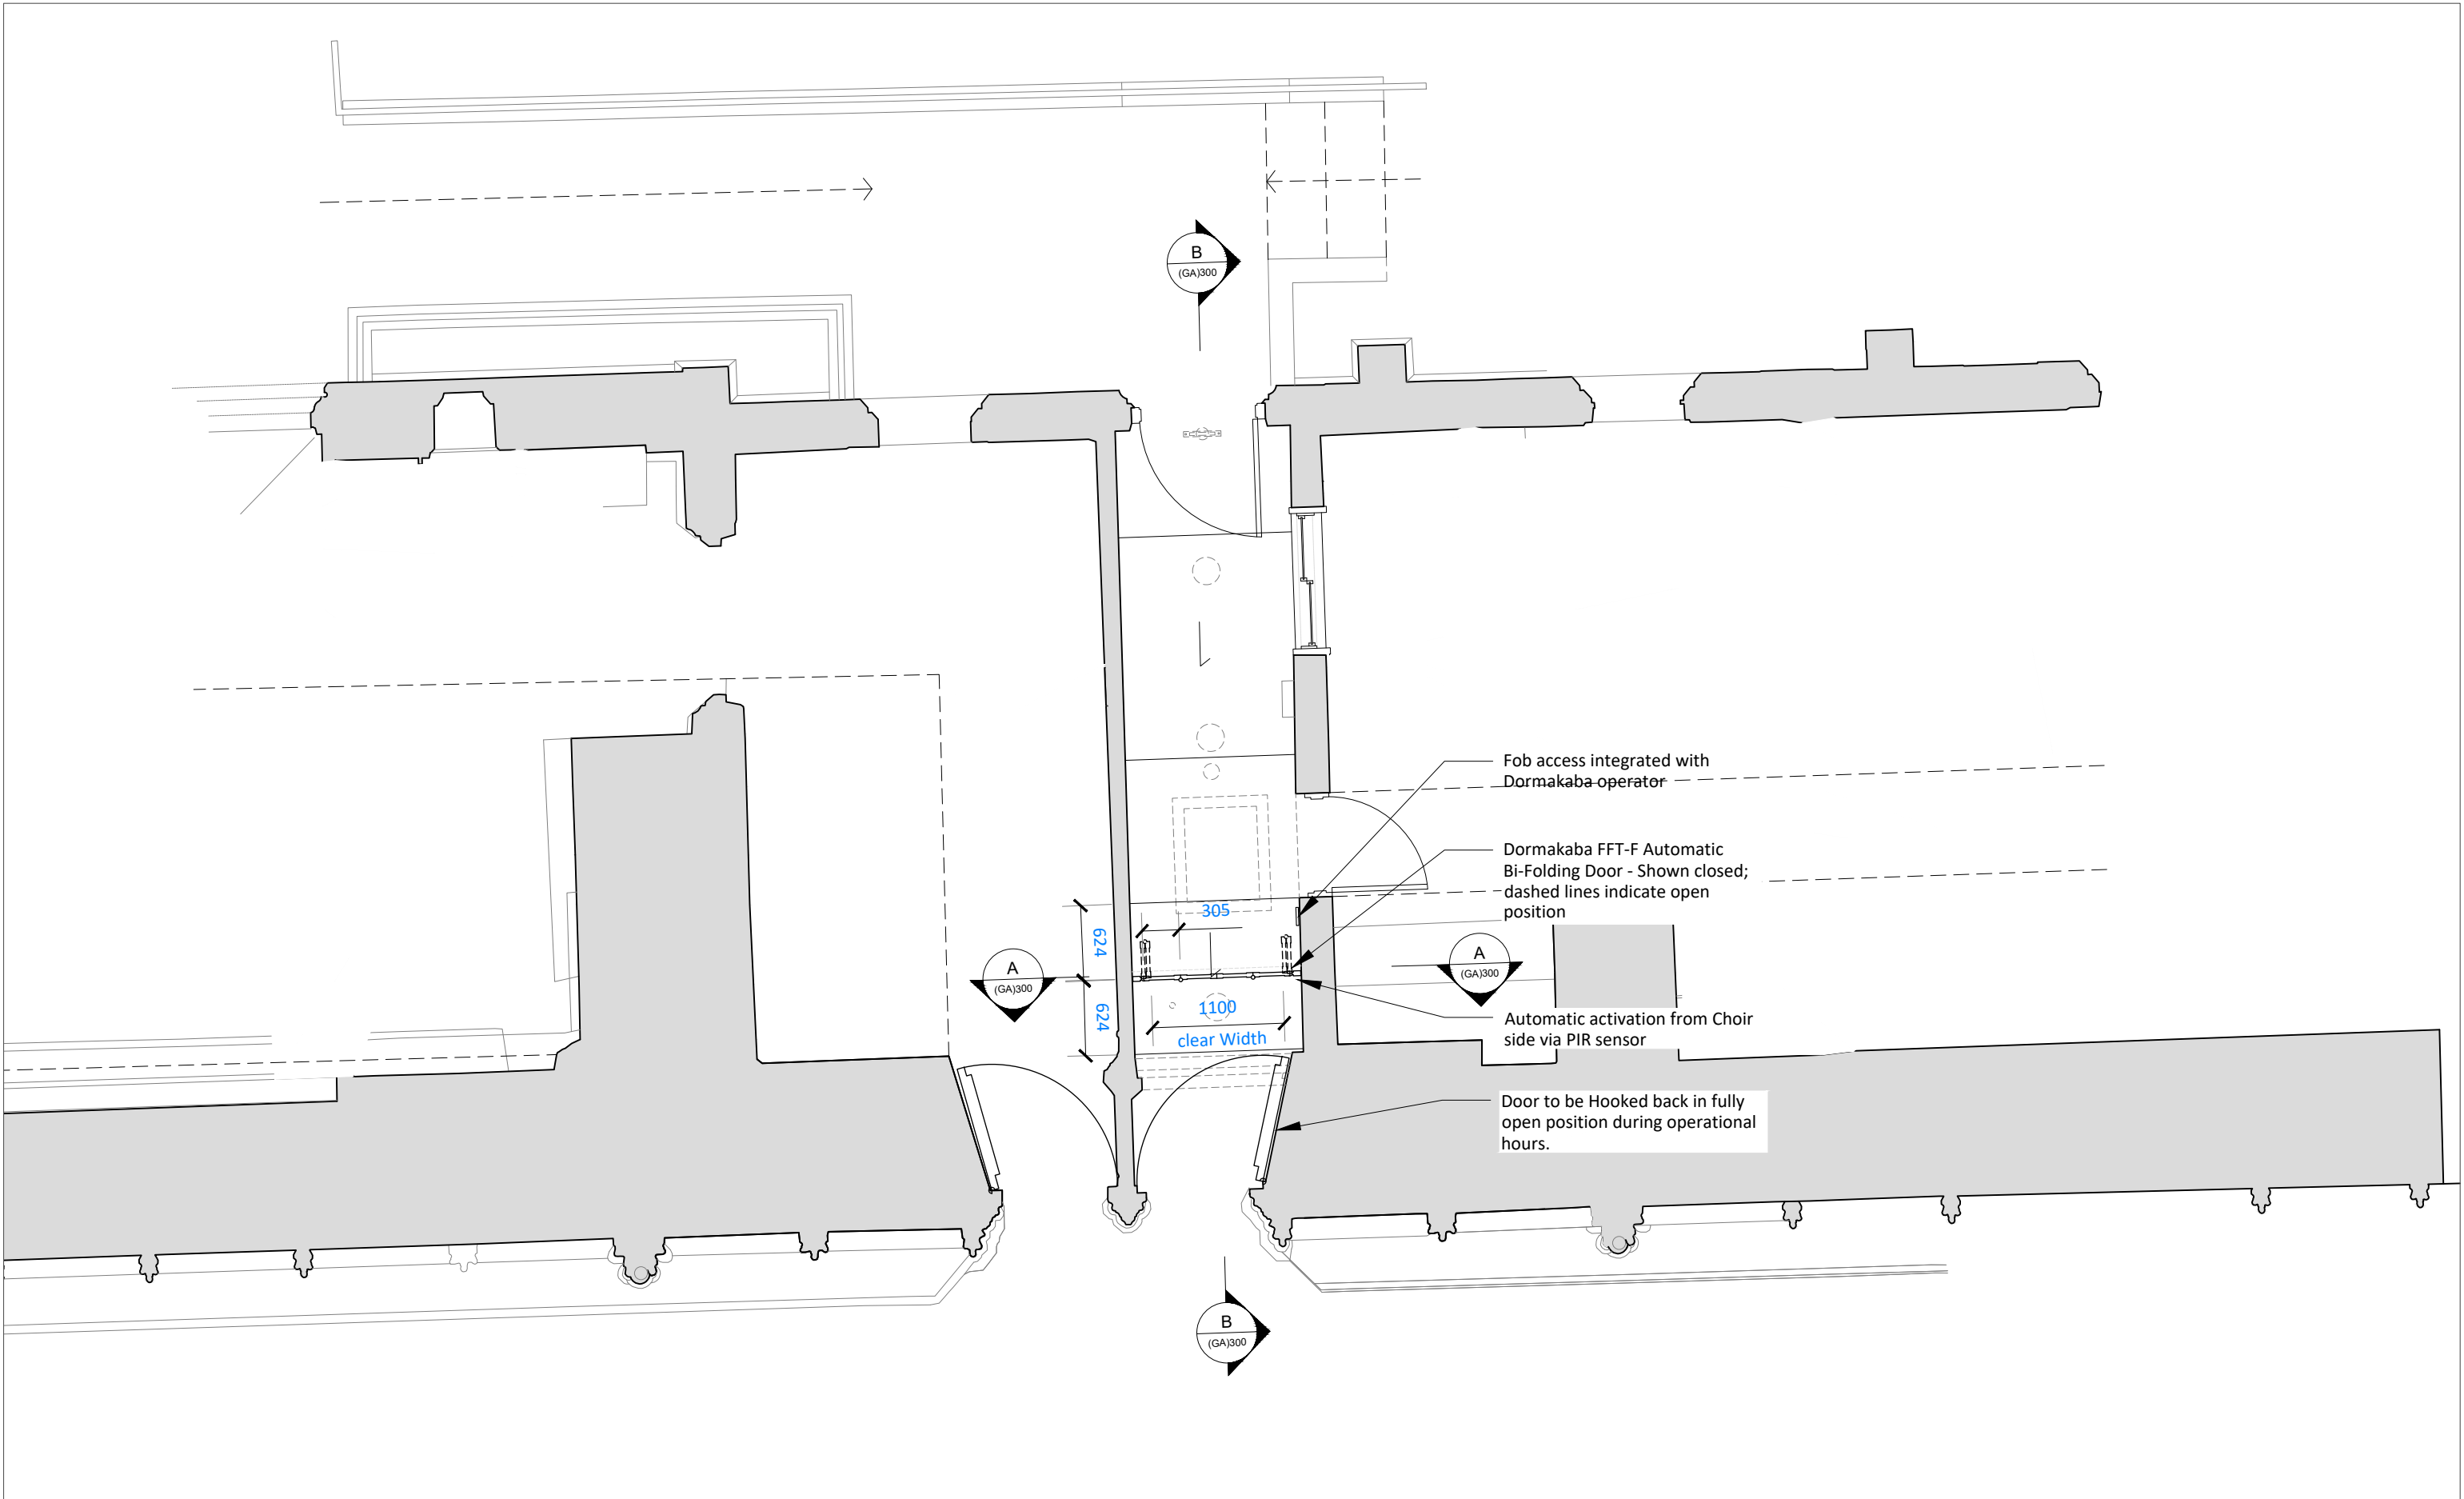 B
(GA)300
Fob access integrated with
Dormakaba operator
Dormakaba FFT-F Automatic
Bi-Folding Door - Shown closed;
dashed lines indicate open
position
305
624
A
(GA)300
A
(GA)300
624
1100
clear Width
Automatic activation from Choir
side via PIR sensor
Door to be Hooked back in fully
open position during operational
hours.
B
(GA)300